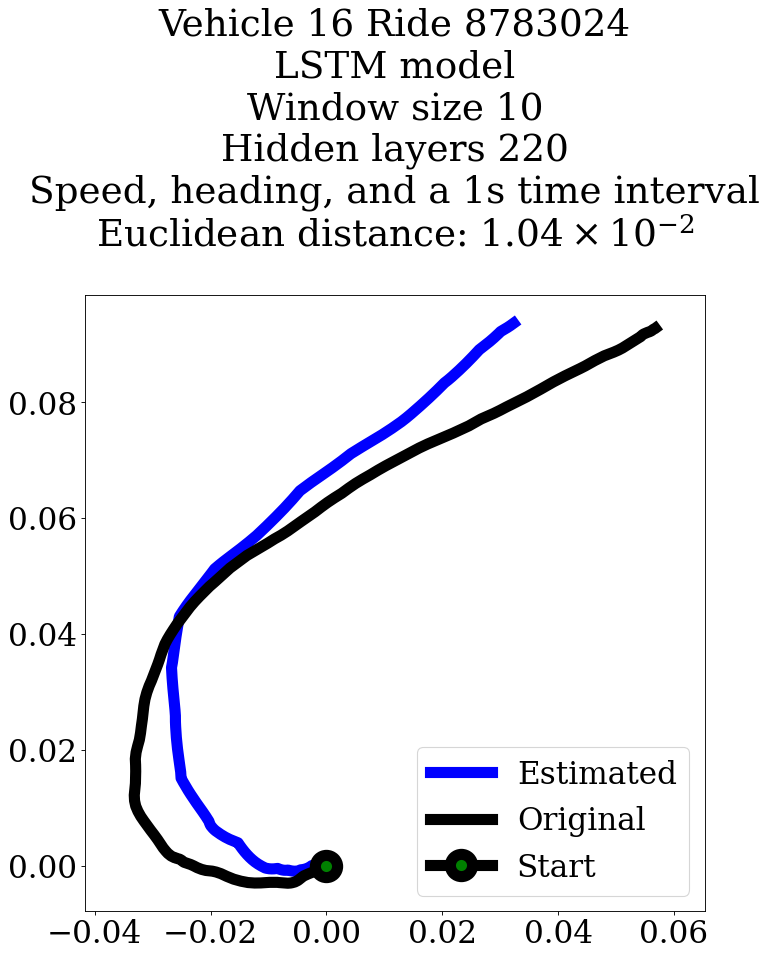 Vehicle 16 Ride 8783024
LSTM model
Window size 10
Hidden layers 220
Speed, heading, and a 1s time interval
Euclidean distance: 1.04 × 10⁻²
0.08
0.06
0.04
0.02
0.00
Estimated
Original
Start
−0.04 −0.02 0.00 0.02 0.04 0.06